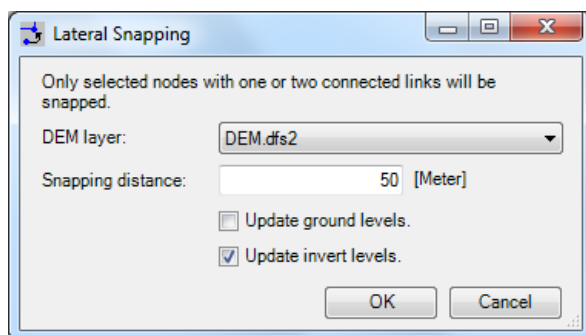 Lateral Snapping
Only selected nodes with one or two connected links will be
snapped.
DEM layer: DEM.dfs2
Snapping distance: 50 [Meter]
Update ground levels.
Update invert levels.
OK Cancel